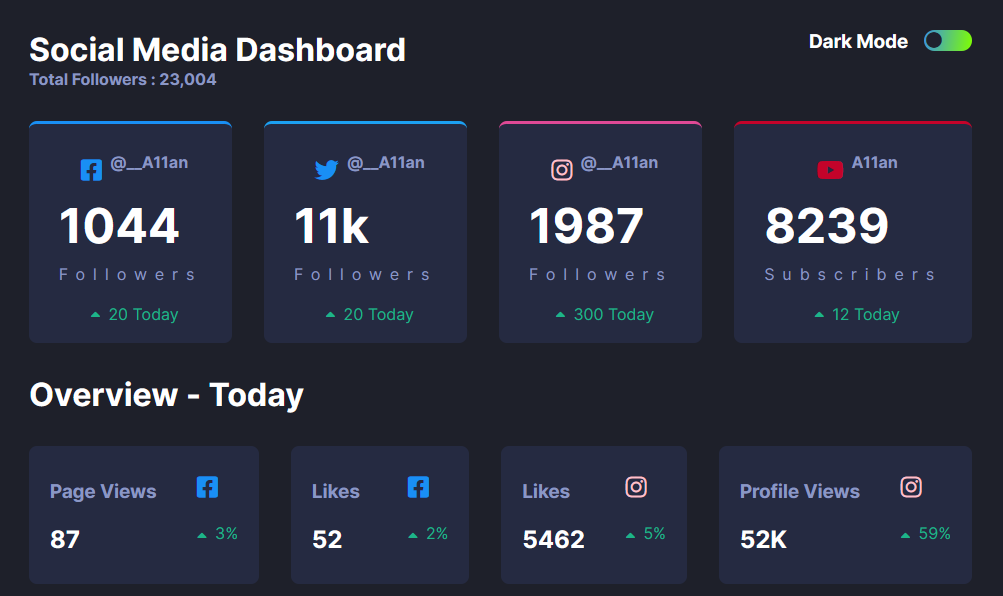 Social Media Dashboard
Dark Mode
Total Followers : 23,004
@__A11an
@__A11an
@__A11an
A11an
1044
11k
1987
8239
Followers
Followers
Followers
Subscribers
20 Today
20 Today
300 Today
12 Today
Overview - Today
Page Views
Likes
Likes
Profile Views
87
3%
52
2%
5462
5%
52K
59%